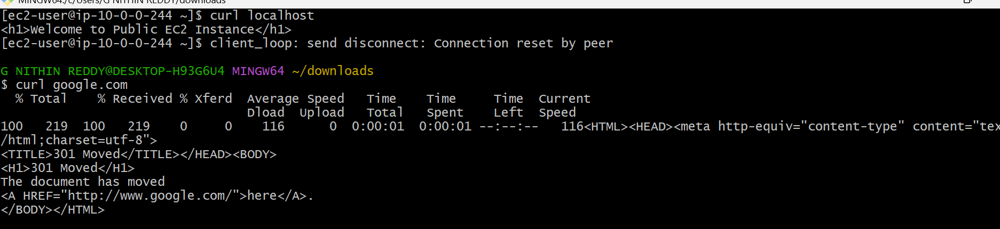 MINGW64:/c/Users/G NITHIN REDDY/downloads
[ec2-user@ip-10-0-0-244 ~]$ curl localhost
<h1>Welcome to Public EC2 Instance</h1>
[ec2-user@ip-10-0-0-244 ~]$ client_loop: send disconnect: Connection reset by peer
G NITHIN REDDY@DESKTOP-H93G6U4 MINGW64 ~/downloads
$ curl google.com
% Total % Received % Xferd Average Speed Time Time Time Current
Dload Upload Total Spent Left Speed
100 219 100 219 0 0 116 0 0:00:01 0:00:01 --:--:-- 116<HTML><HEAD><meta http-equiv="content-type" content="tex
/html;charset=utf-8">
<TITLE>301 Moved</TITLE></HEAD><BODY>
<H1>301 Moved</H1>
The document has moved
<A HREF="http://www.google.com/">here</A>.
</BODY></HTML>